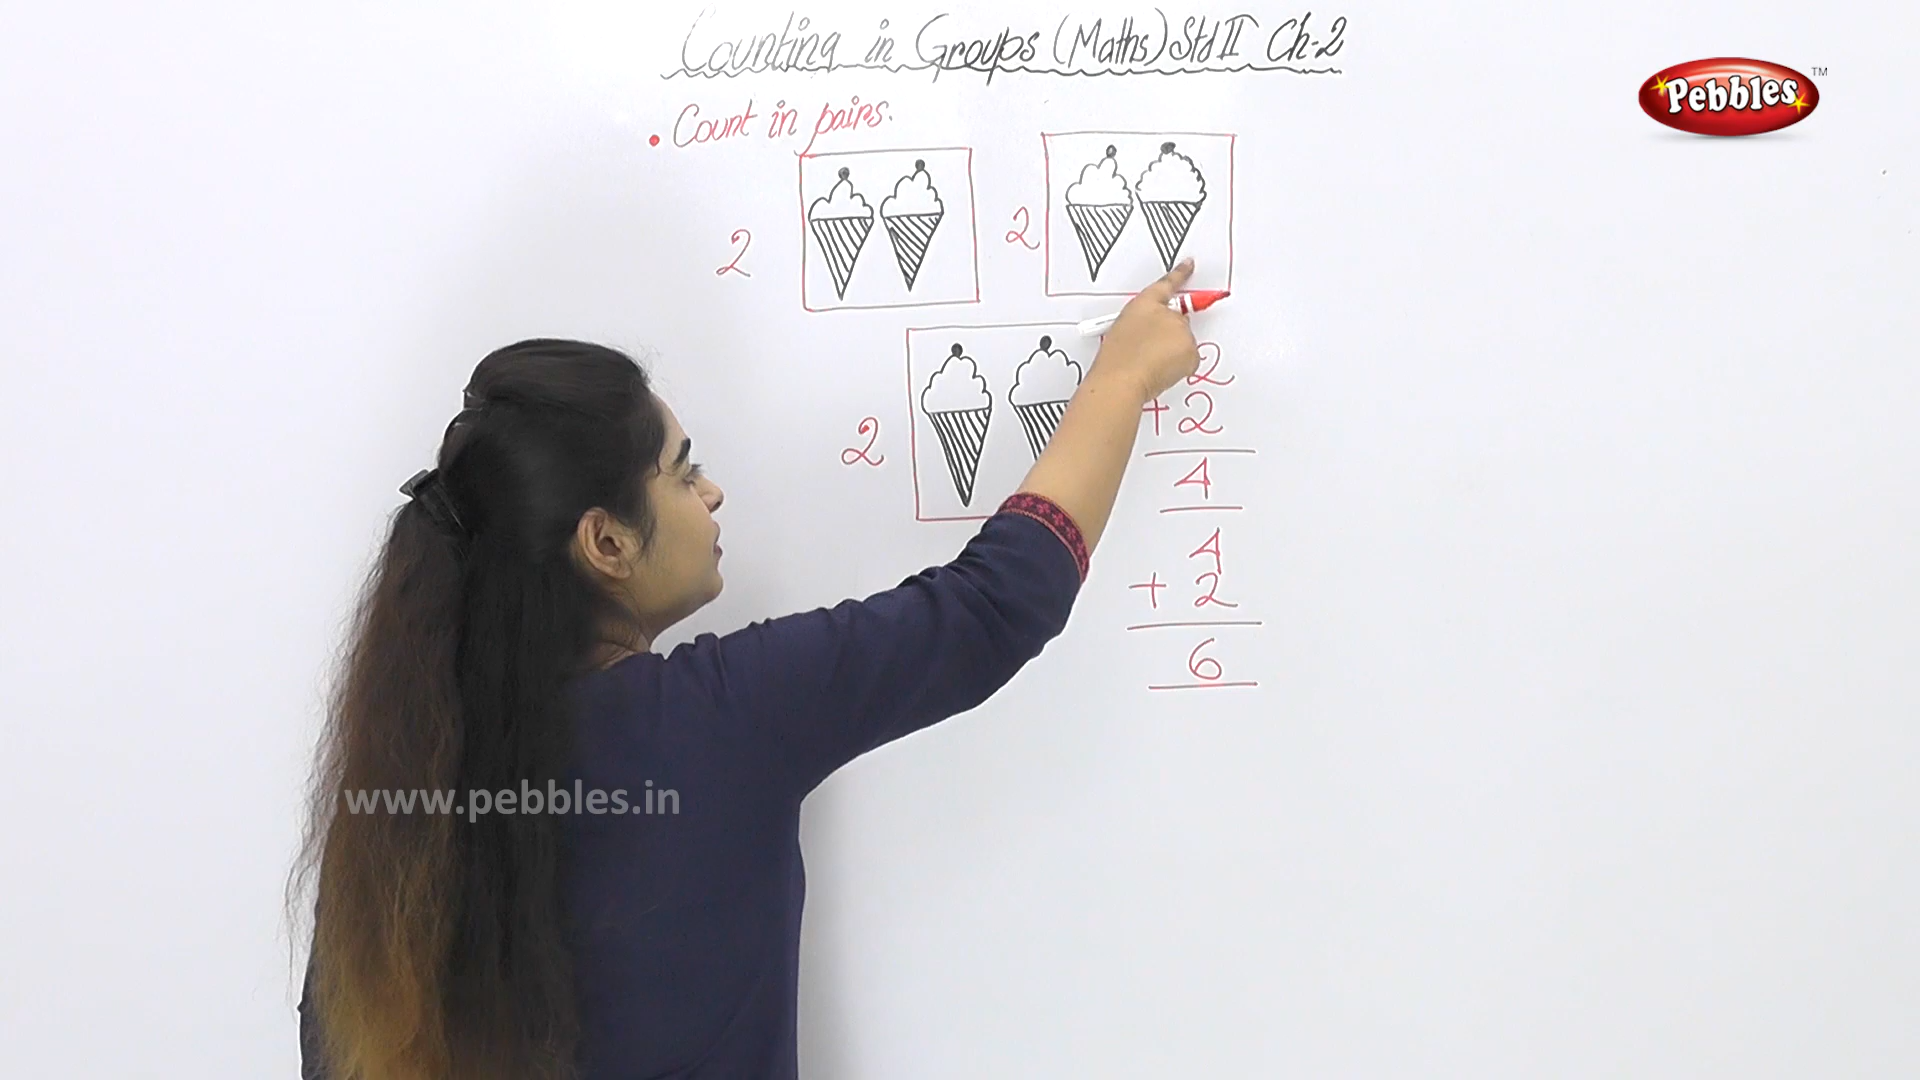 Counting in Groups (Maths) Std II Ch-2
Pebbles TM
• Count in pairs.
2
2
2
2
+ 2
4
4
+ 2
6
www.pebbles.in